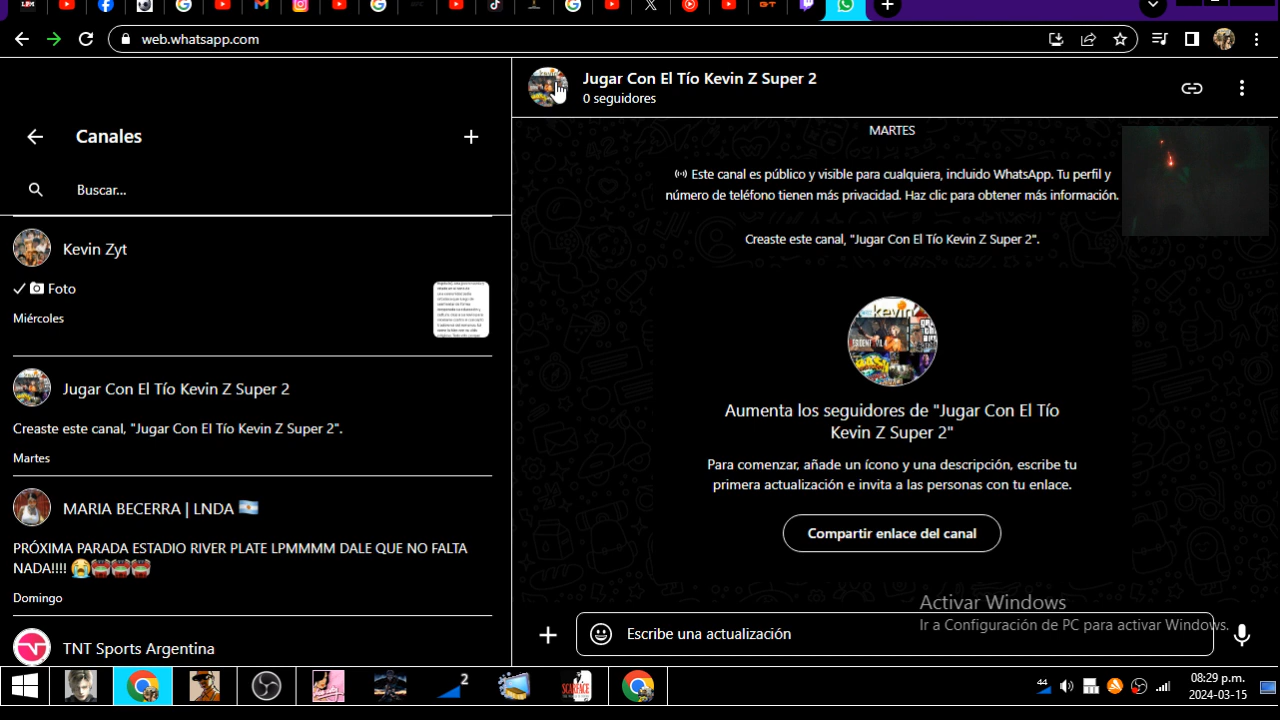 web.whatsapp.com
Canales
Buscar...
Kevin Zyt
Foto
Miércoles
Jugar Con El Tío Kevin Z Super 2
Creaste este canal, "Jugar Con El Tío Kevin Z Super 2".
Martes
MARIA BECERRA | LNDA 🇦🇷
PRÓXIMA PARADA ESTADIO RIVER PLATE LPMMMM DALE QUE NO FALTA
NADA!!!!
Domingo
TNT Sports Argentina
Jugar Con El Tío Kevin Z Super 2
0 seguidores
MARTES
Este canal es público y visible para cualquiera, incluido WhatsApp. Tu perfil y
número de teléfono tienen más privacidad. Haz clic para obtener más información.
Creaste este canal, "Jugar Con El Tío Kevin Z Super 2".
kevin
Aumenta los seguidores de "Jugar Con El Tío
Kevin Z Super 2"
Para comenzar, añade un ícono y una descripción, escribe tu
primera actualización e invita a las personas con tu enlace.
Compartir enlace del canal
Activar Windows
Ir a Configuración de PC para activar Windows.
Escribe una actualización
2
SCARFACE
44
08:29 p.m.
2024-03-15